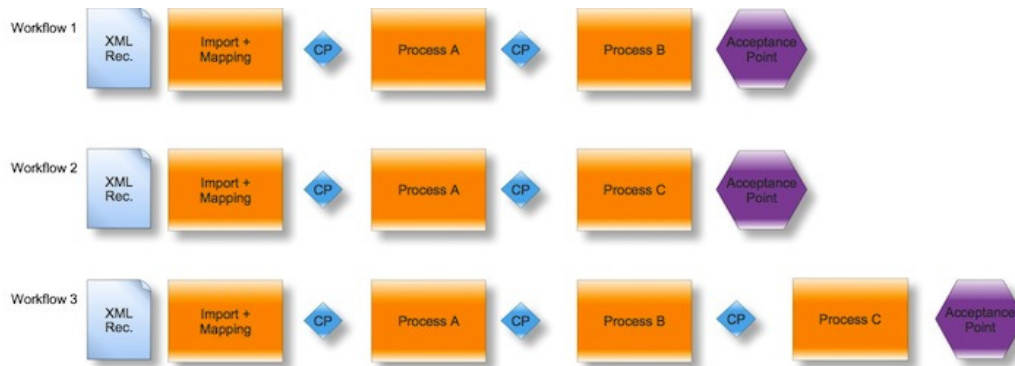 Workflow 1
XML
Rec.
Import +
Mapping
CP
Process A
CP
Process B
Acceptance
Point
Workflow 2
XML
Rec.
Import +
Mapping
CP
Process A
CP
Process C
Acceptance
Point
Workflow 3
XML
Rec.
Import +
Mapping
CP
Process A
CP
Process B
CP
Process C
Acceptance
Point